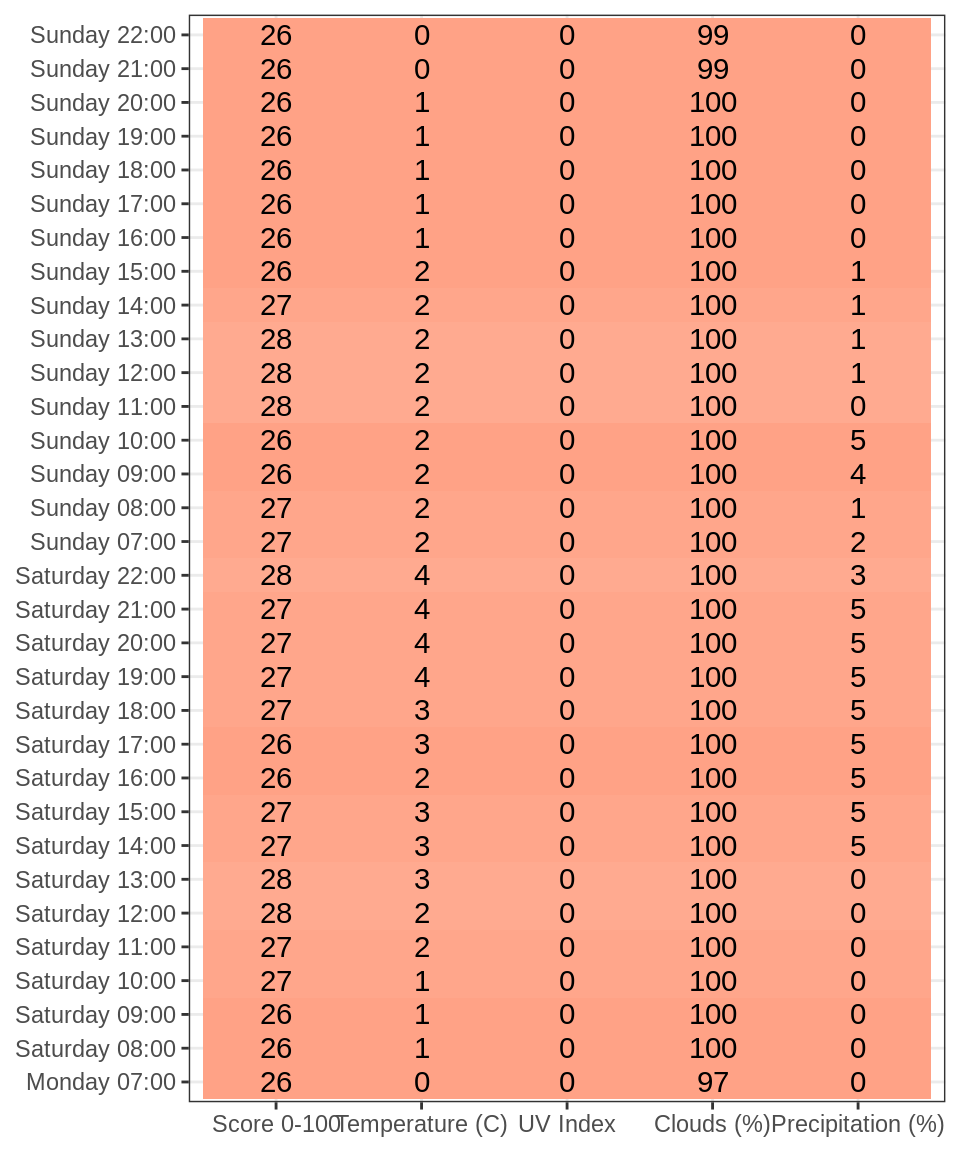 Sunday 22:00 26 0 0 99 0
Sunday 21:00 26 0 0 99 0
Sunday 20:00 26 1 0 100 0
Sunday 19:00 26 1 0 100 0
Sunday 18:00 26 1 0 100 0
Sunday 17:00 26 1 0 100 0
Sunday 16:00 26 1 0 100 0
Sunday 15:00 26 2 0 100 1
Sunday 14:00 27 2 0 100 1
Sunday 13:00 28 2 0 100 1
Sunday 12:00 28 2 0 100 1
Sunday 11:00 28 2 0 100 0
Sunday 10:00 26 2 0 100 5
Sunday 09:00 26 2 0 100 4
Sunday 08:00 27 2 0 100 1
Sunday 07:00 27 2 0 100 2
Saturday 22:00 28 4 0 100 3
Saturday 21:00 27 4 0 100 5
Saturday 20:00 27 4 0 100 5
Saturday 19:00 27 4 0 100 5
Saturday 18:00 27 3 0 100 5
Saturday 17:00 26 3 0 100 5
Saturday 16:00 26 2 0 100 5
Saturday 15:00 27 3 0 100 5
Saturday 14:00 27 3 0 100 5
Saturday 13:00 28 3 0 100 0
Saturday 12:00 28 2 0 100 0
Saturday 11:00 27 2 0 100 0
Saturday 10:00 27 1 0 100 0
Saturday 09:00 26 1 0 100 0
Saturday 08:00 26 1 0 100 0
Monday 07:00 26 0 0 97 0
Score 0-100 Temperature (C) UV Index Clouds (%) Precipitation (%)